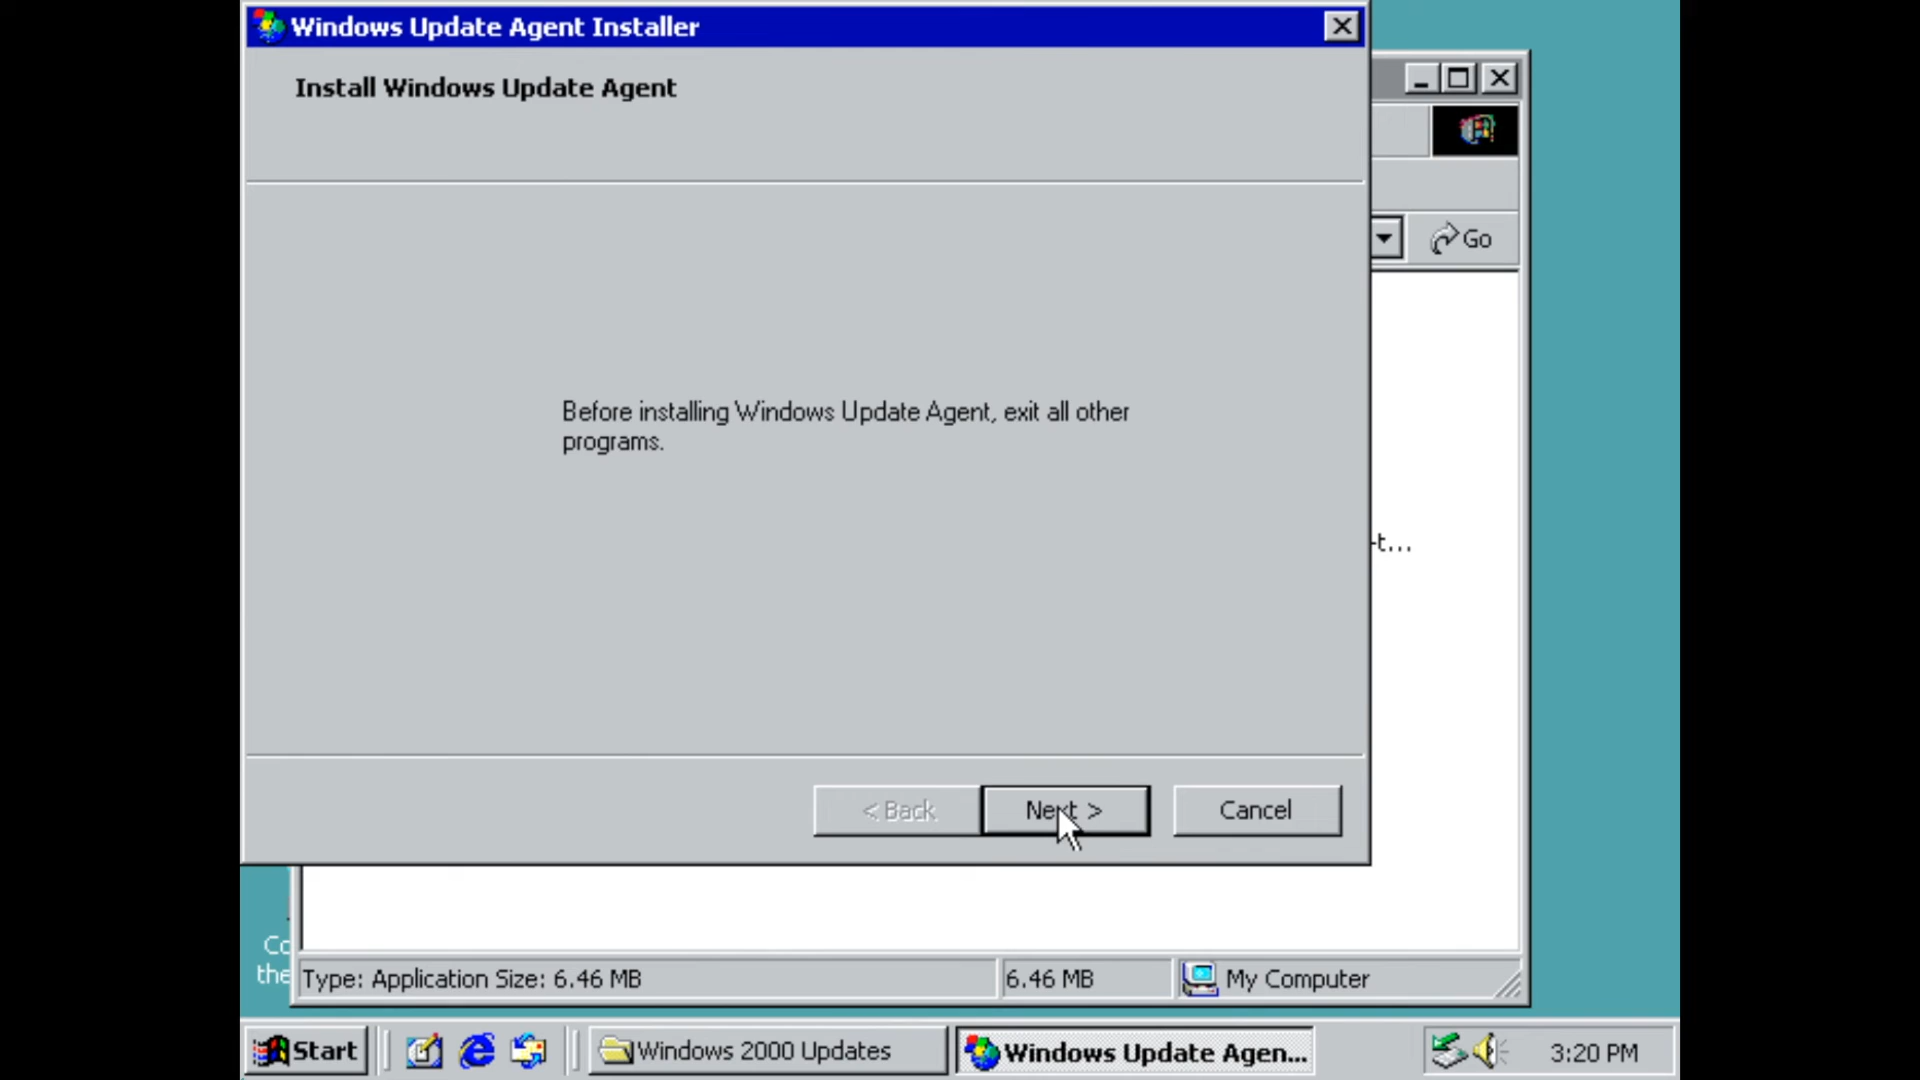 Windows Update Agent Installer
Install Windows Update Agent
Go
Before installing Windows Update Agent, exit all other
programs.
-t...
< Back
Next >
Cancel
Co
the
Type: Application Size: 6.46 MB
6.46 MB
My Computer
Start
Windows 2000 Updates
Windows Update Agen...
3:20 PM